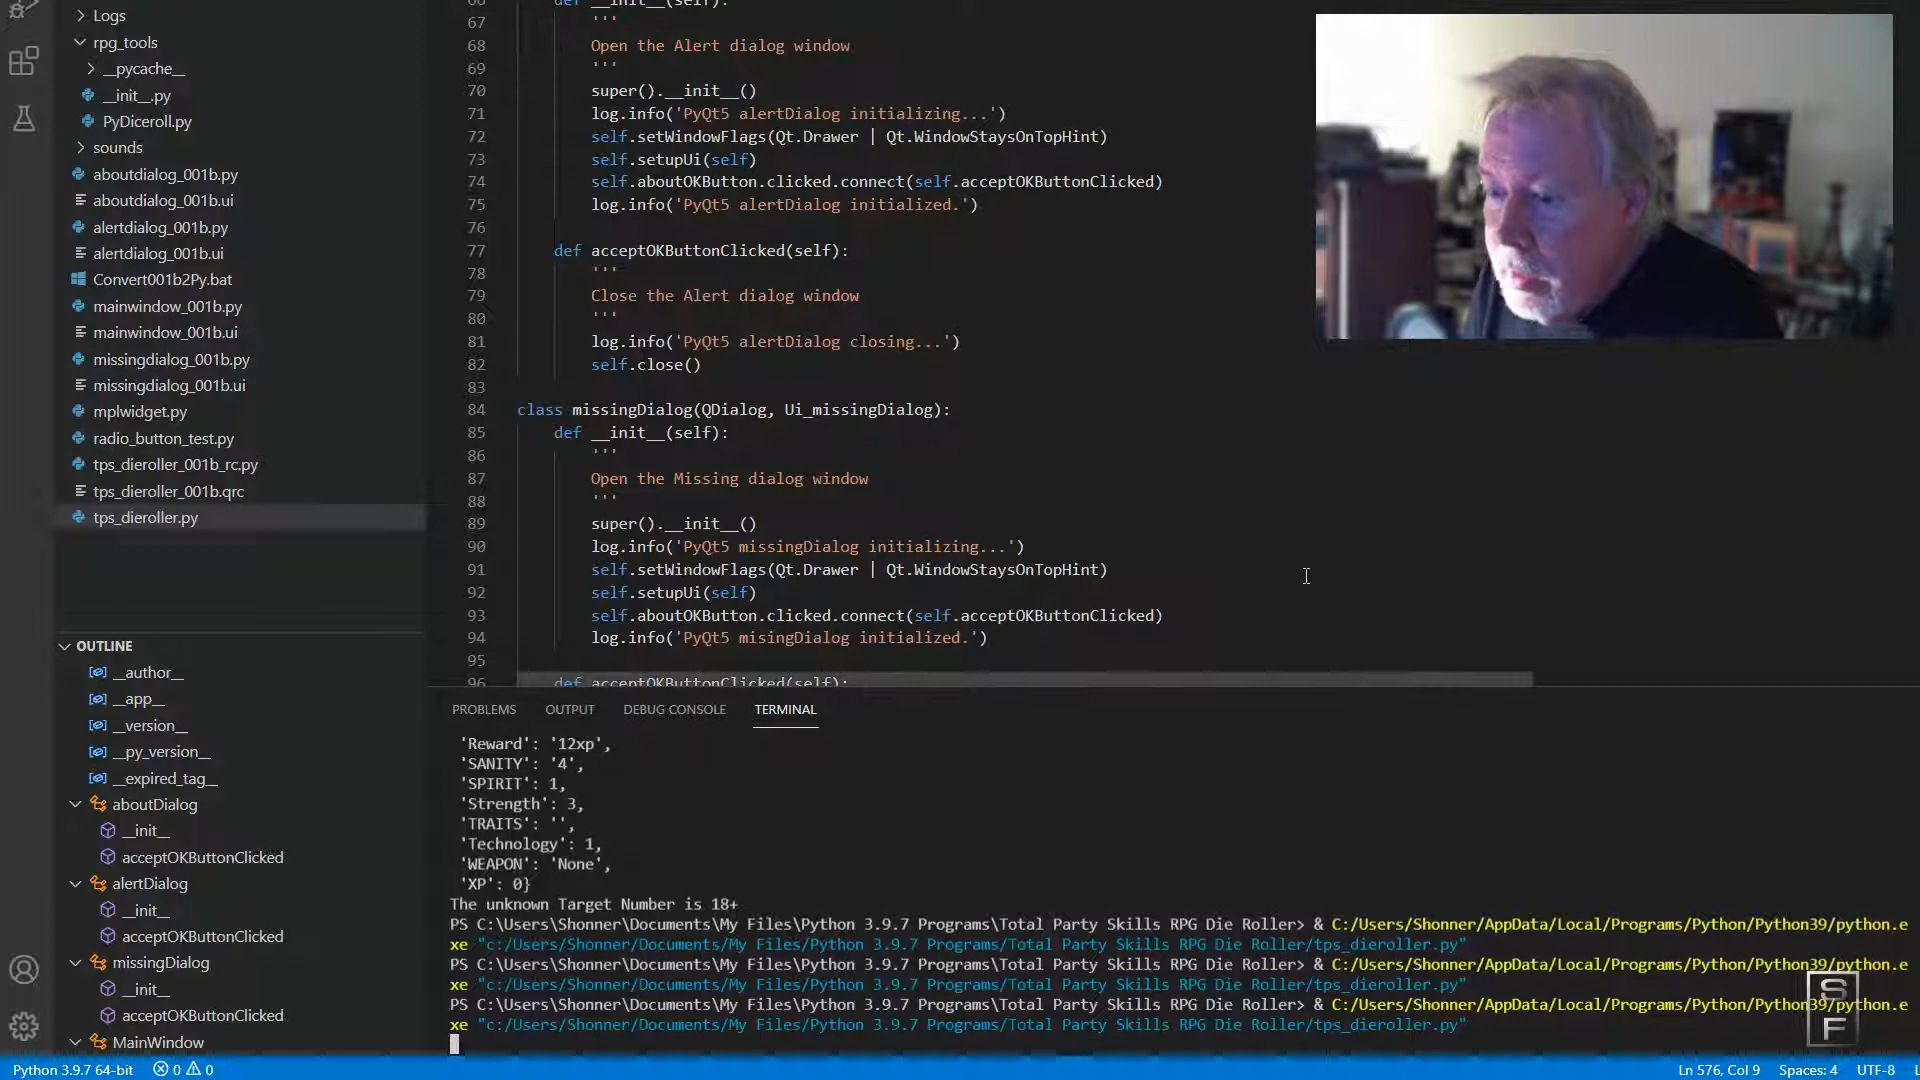 Logs
rpg_tools
__pycache__
__init__.py
PyDiceroll.py
sounds
aboutdialog_001b.py
aboutdialog_001b.ui
alertdialog_001b.py
alertdialog_001b.ui
Convert001b2Py.bat
mainwindow_001b.py
mainwindow_001b.ui
missingdialog_001b.py
missingdialog_001b.ui
mplwidget.py
radio_button_test.py
tps_dieroller_001b_rc.py
tps_dieroller_001b.qrc
tps_dieroller.py
OUTLINE
__author__
__app__
__version__
__py_version__
__expired_tag__
aboutDialog
__init__
acceptOKButtonClicked
alertDialog
__init__
acceptOKButtonClicked
missingDialog
__init__
acceptOKButtonClicked
MainWindow
66 def __init__(self):
67 '''
68 Open the Alert dialog window
69 '''
70 super().__init__()
71 log.info('PyQt5 alertDialog initializing...')
72 self.setWindowFlags(Qt.Drawer | Qt.WindowStaysOnTopHint)
73 self.setupUi(self)
74 self.aboutOKButton.clicked.connect(self.acceptOKButtonClicked)
75 log.info('PyQt5 alertDialog initialized.')
76
77 def acceptOKButtonClicked(self):
78 '''
79 Close the Alert dialog window
80 '''
81 log.info('PyQt5 alertDialog closing...')
82 self.close()
83
84 class missingDialog(QDialog, Ui_missingDialog):
85 def __init__(self):
86 '''
87 Open the Missing dialog window
88 '''
89 super().__init__()
90 log.info('PyQt5 missingDialog initializing...')
91 self.setWindowFlags(Qt.Drawer | Qt.WindowStaysOnTopHint)
92 self.setupUi(self)
93 self.aboutOKButton.clicked.connect(self.acceptOKButtonClicked)
94 log.info('PyQt5 misingDialog initialized.')
95
96 def acceptOKButtonClicked(self):
PROBLEMS OUTPUT DEBUG CONSOLE TERMINAL
'Reward': '12xp',
'SANITY': '4',
'SPIRIT': 1,
'Strength': 3,
'TRAITS': '',
'Technology': 1,
'WEAPON': 'None',
'XP': 0}
The unknown Target Number is 18+
PS C:\Users\Shonner\Documents\My Files\Python 3.9.7 Programs\Total Party Skills RPG Die Roller> & C:/Users/Shonner/AppData/Local/Programs/Python/Python39/python.e
xe "c:/Users/Shonner/Documents/My Files/Python 3.9.7 Programs/Total Party Skills RPG Die Roller/tps_dieroller.py"
PS C:\Users\Shonner\Documents\My Files\Python 3.9.7 Programs\Total Party Skills RPG Die Roller> & C:/Users/Shonner/AppData/Local/Programs/Python/Python39/python.e
xe "c:/Users/Shonner/Documents/My Files/Python 3.9.7 Programs/Total Party Skills RPG Die Roller/tps_dieroller.py"
PS C:\Users\Shonner\Documents\My Files\Python 3.9.7 Programs\Total Party Skills RPG Die Roller> & C:/Users/Shonner/AppData/Local/Programs/Python/Python39/python.e
xe "c:/Users/Shonner/Documents/My Files/Python 3.9.7 Programs/Total Party Skills RPG Die Roller/tps_dieroller.py"
S
F
Python 3.9.7 64-bit 0 0 Ln 576, Col 9 Spaces: 4 UTF-8